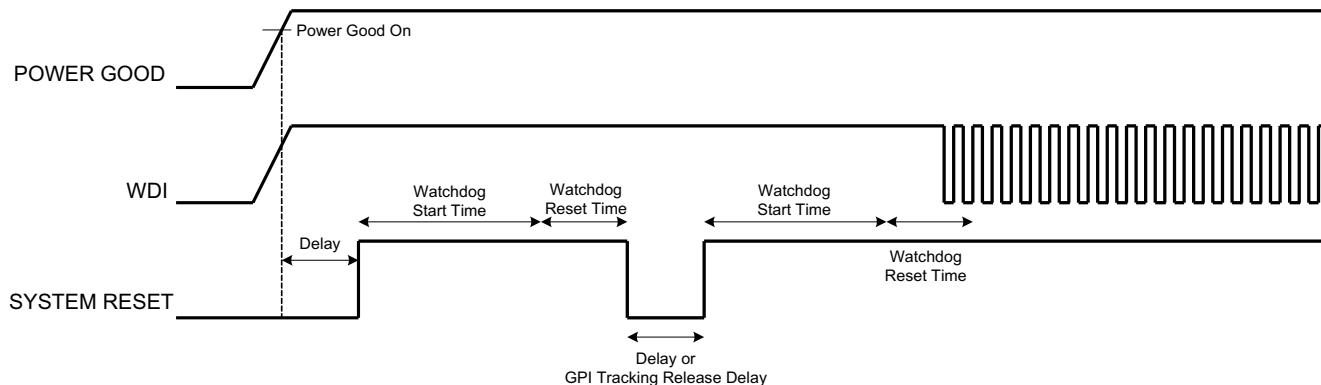 Power Good On
POWER GOOD
WDI
Watchdog
Start Time
Watchdog
Reset Time
Watchdog
Start Time
Delay
Watchdog
Reset Time
SYSTEM RESET
Delay or
GPI Tracking Release Delay